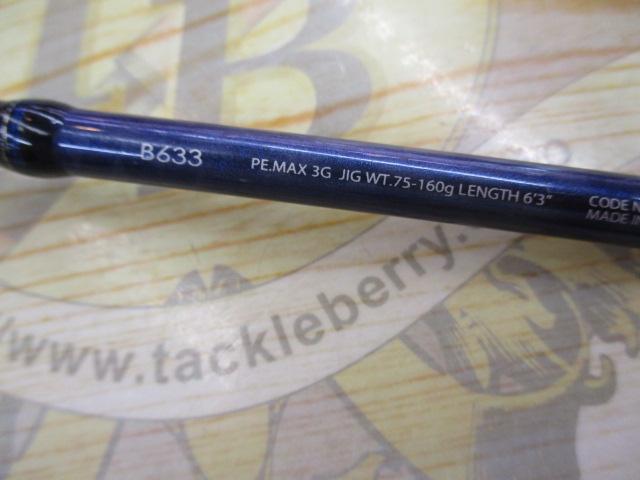 B
B633 PE.MAX 3G JIG WT.75-160g LENGTH 6'3"
CODE N
MADE IN
www.tackleberry.